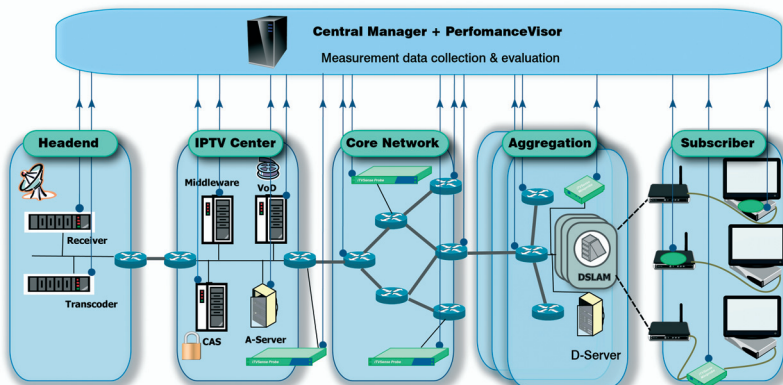 Central Manager + PerfomanceVisor
Measurement data collection & evaluation
Headend
IPTV Center
Core Network
Aggregation
Subscriber
Middleware
VoD
Receiver
Transcoder
CAS
A-Server
DSLAM
D-Server